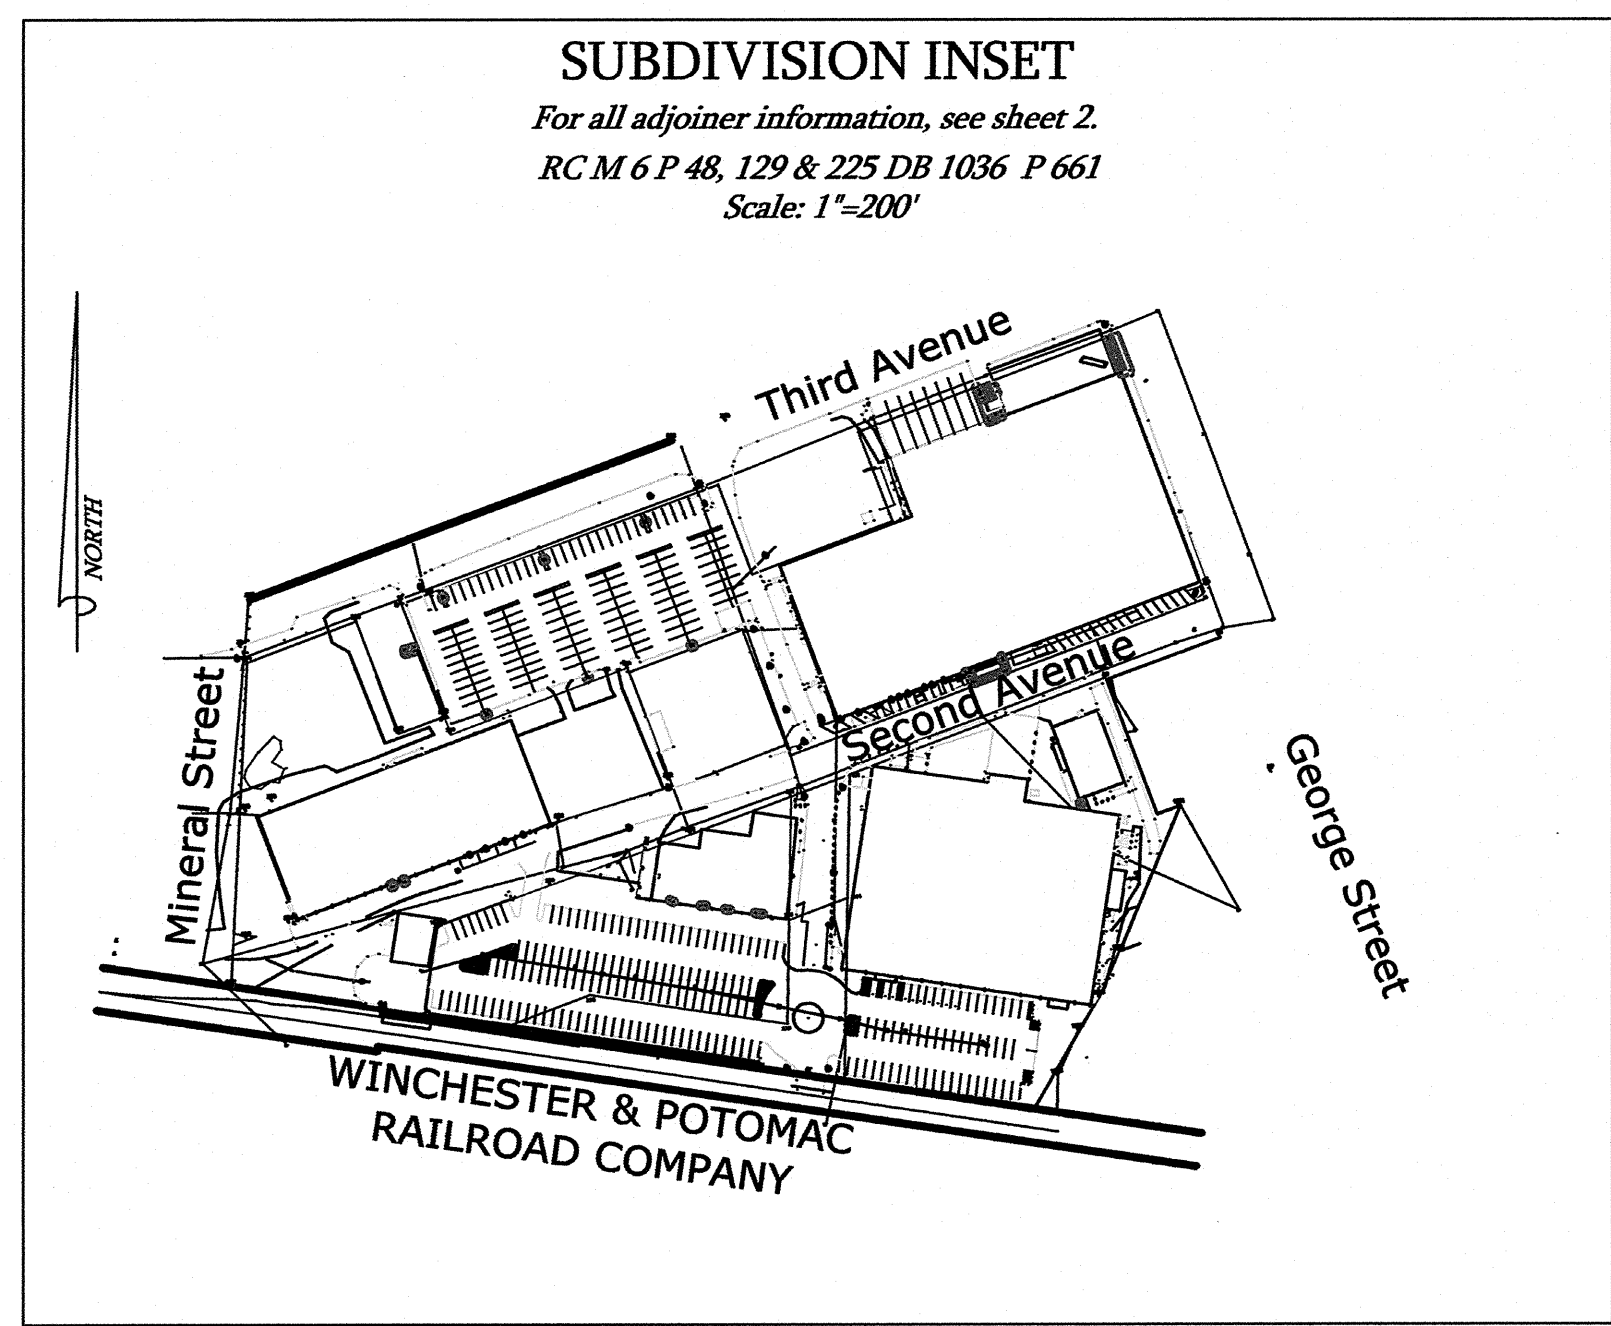 SUBDIVISION INSET
For all adjoiner information, see sheet 2.
RC M 6 P 48, 129 & 225 DB 1036 P 661
Scale: 1"=200'
Third Avenue
NORTH
Second Avenue
Mineral Street
George Street
WINCHESTER & POTOMAC
RAILROAD COMPANY